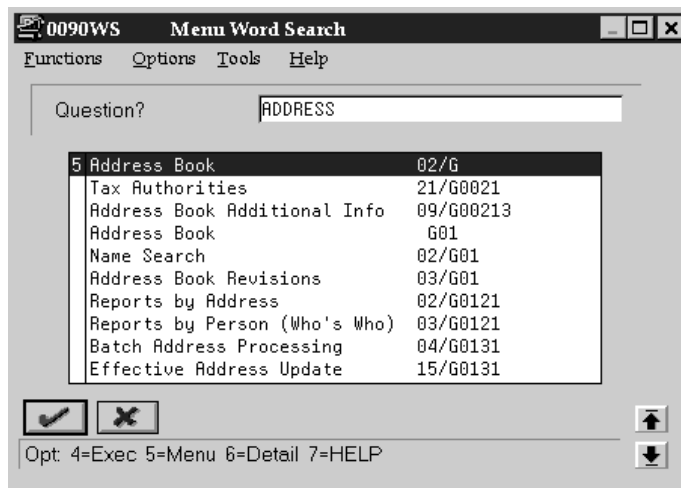 0090WS Menu Word Search
Functions Options Tools Help
Question? ADDRESS
5 Address Book 02/G
Tax Authorities 21/G0021
Address Book Additional Info 09/G00213
Address Book G01
Name Search 02/G01
Address Book Revisions 03/G01
Reports by Address 02/G0121
Reports by Person (Who's Who) 03/G0121
Batch Address Processing 04/G0131
Effective Address Update 15/G0131
Opt: 4=Exec 5=Menu 6=Detail 7=HELP